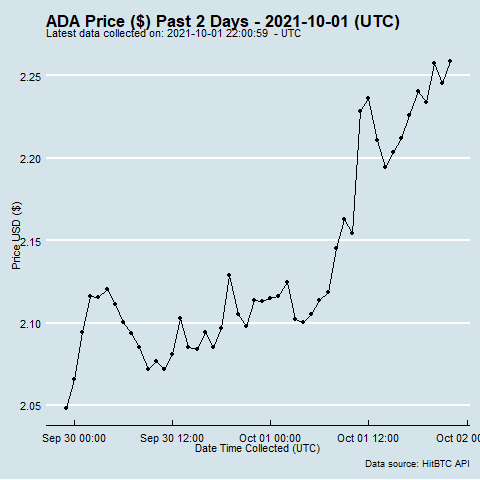 ADA Price ($) Past 2 Days - 2021-10-01 (UTC)
Latest data collected on: 2021-10-01 22:00:59 - UTC
2.25
2.20
2.15
2.10
2.05
Price USD ($)
Sep 30 00:00
Sep 30 12:00
Oct 01 00:00
Oct 01 12:00
Oct 02 0
Date Time Collected (UTC)
Data source: HitBTC API